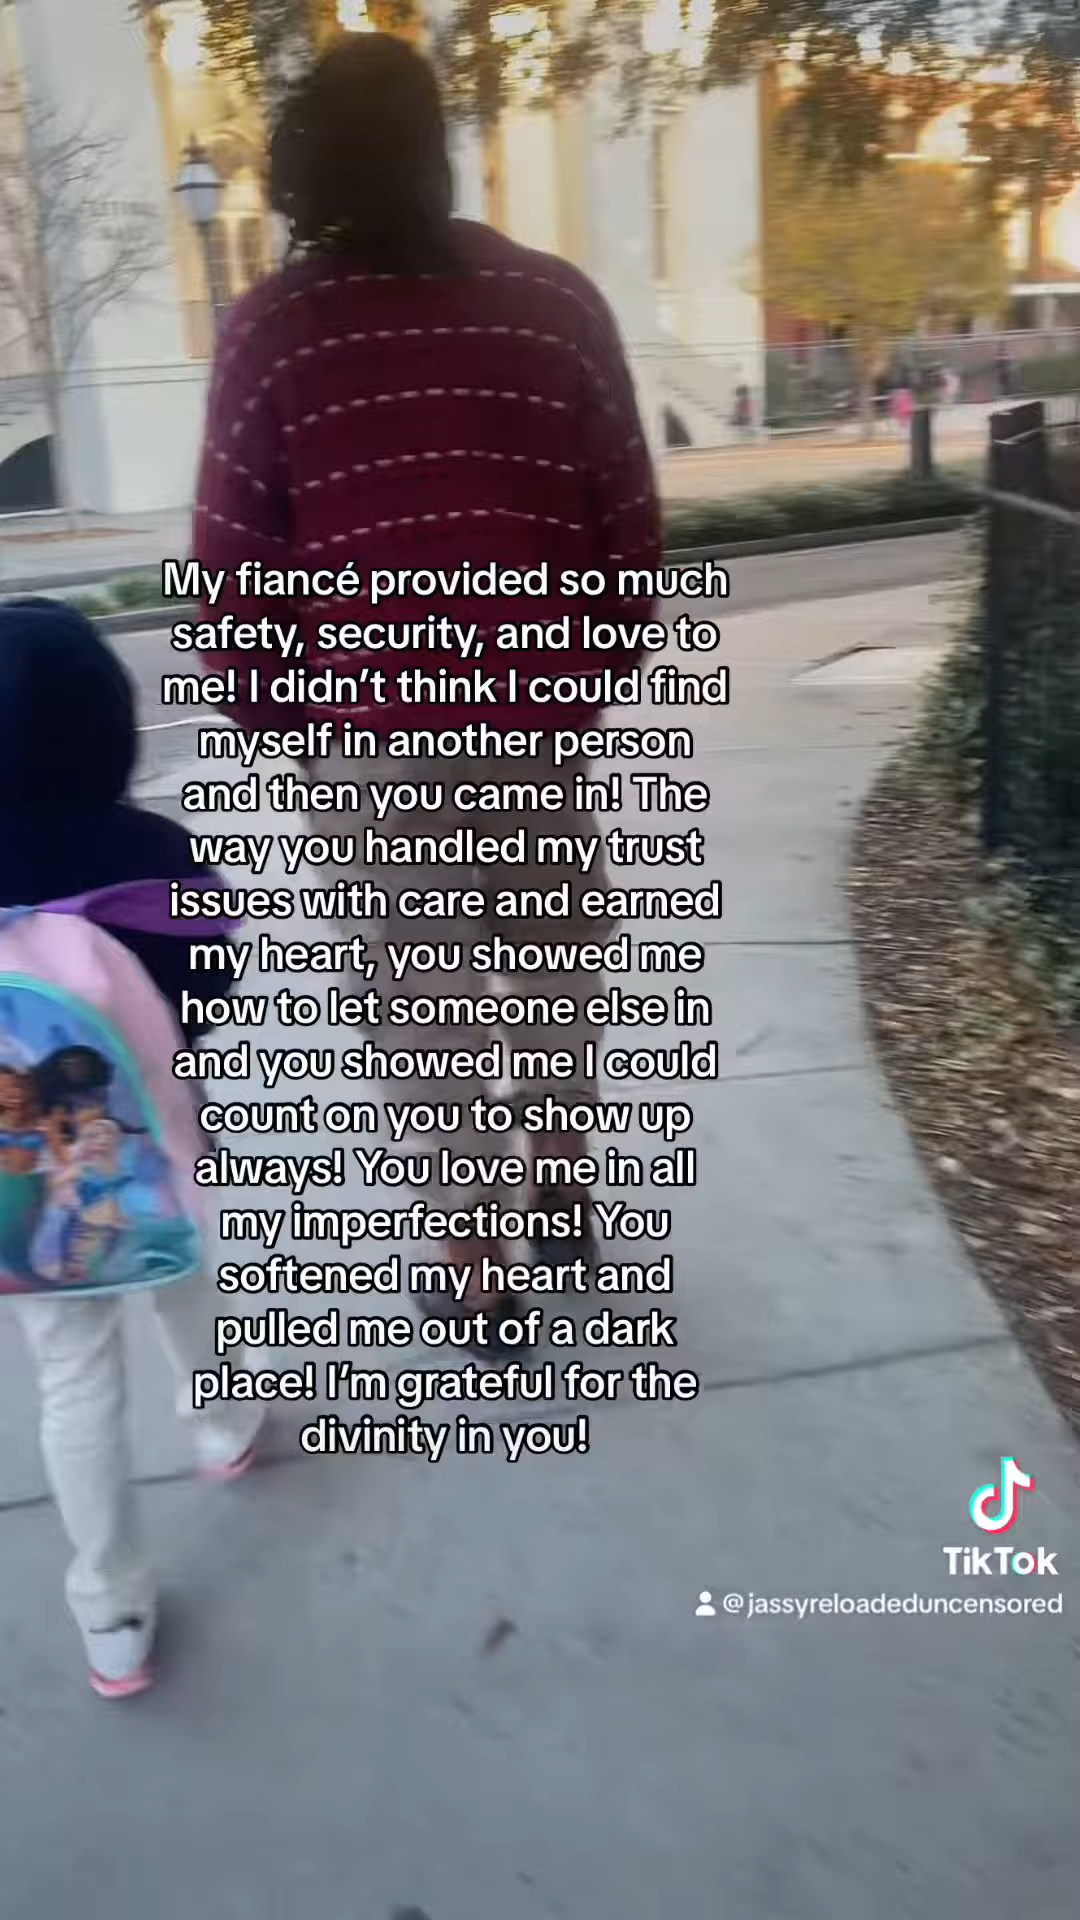 My fiancé provided so much
safety, security, and love to
me! I didn’t think I could find
myself in another person
and then you came in! The
way you handled my trust
issues with care and earned
my heart, you showed me
how to let someone else in
and you showed me I could
count on you to show up
always! You love me in all
my imperfections! You
softened my heart and
pulled me out of a dark
place! I’m grateful for the
divinity in you!
TikTok
@jassyreloadeduncensored